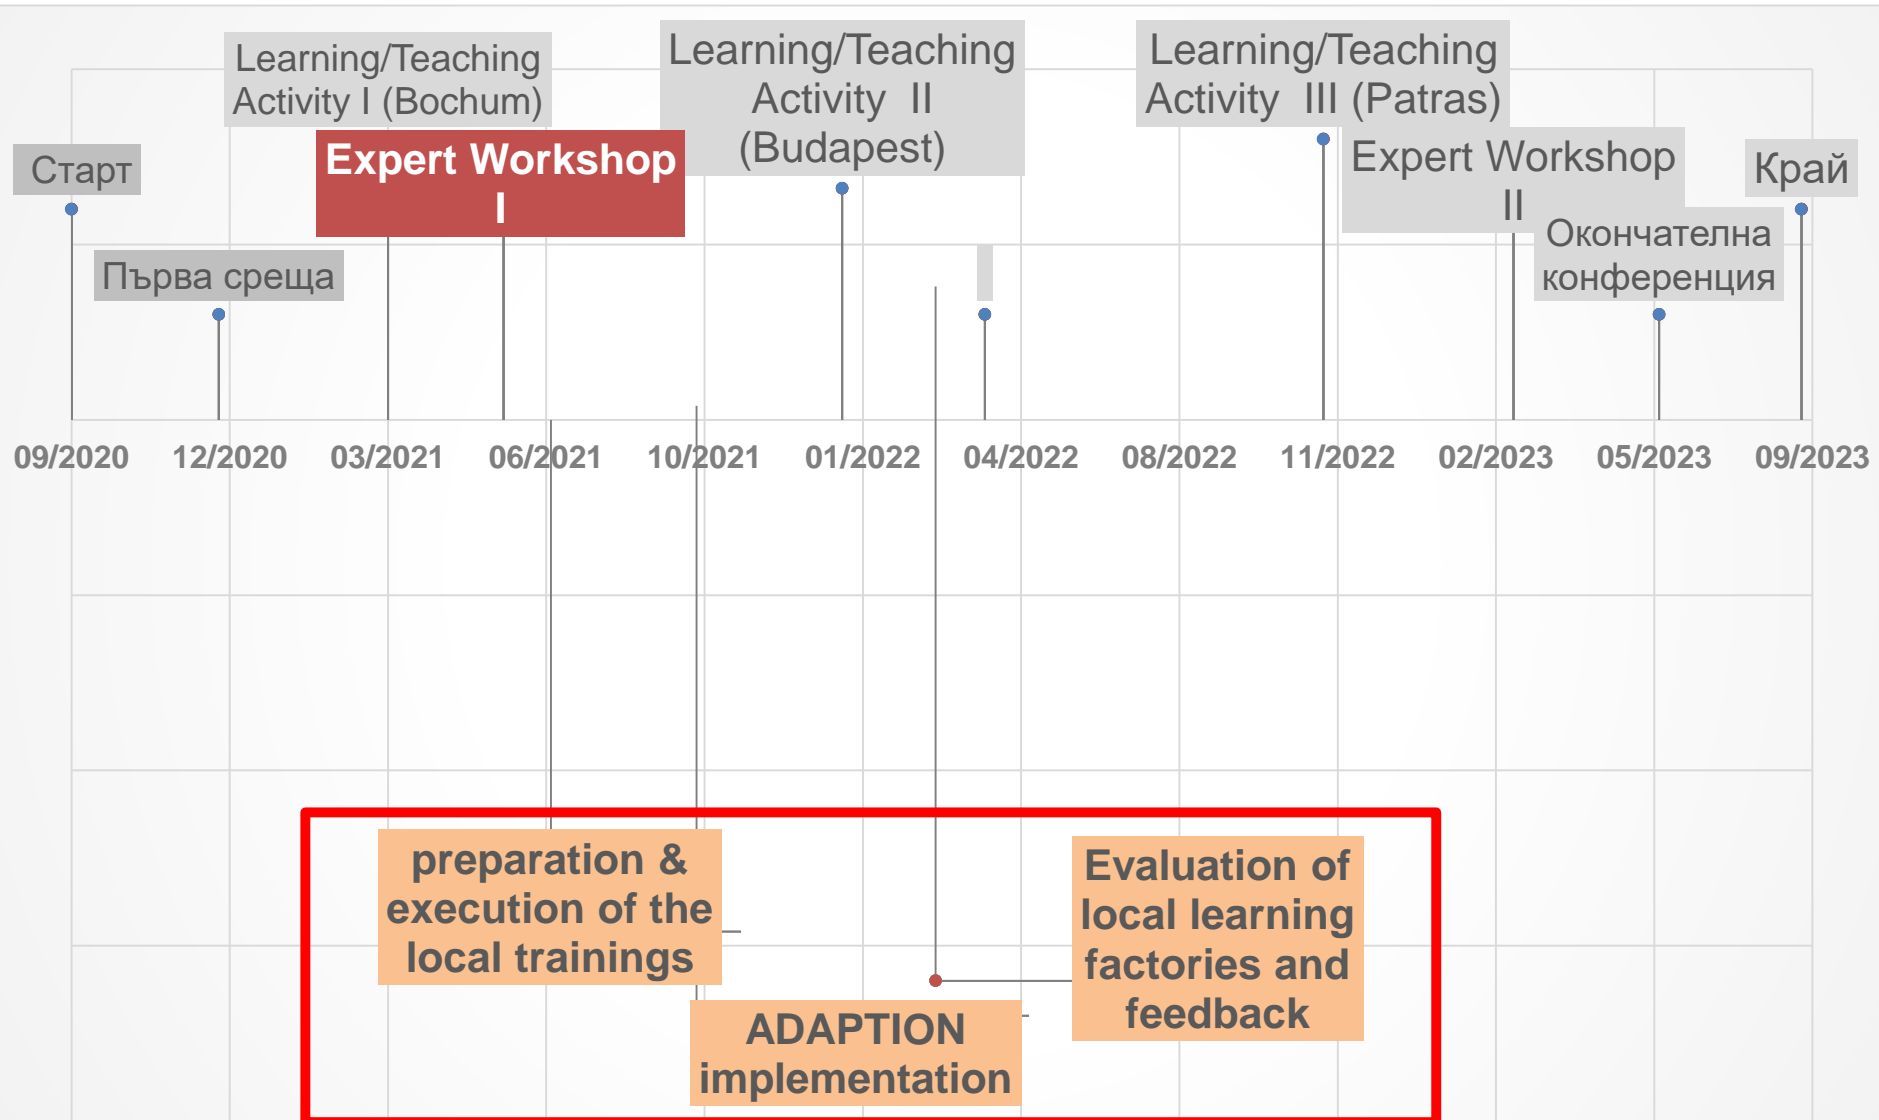 Learning/Teaching
Activity I (Bochum)
Learning/Teaching
Activity II
(Budapest)
Learning/Teaching
Activity III (Patras)
Старт
Expert Workshop
I
Expert Workshop
II
Край
Първа среща
Окончателна
конференция
09/2020 12/2020 03/2021 06/2021 10/2021 01/2022 04/2022 08/2022 11/2022 02/2023 05/2023 09/2023
preparation &
execution of the
local trainings
ADAPTION
implementation
Evaluation of
local learning
factories and
feedback